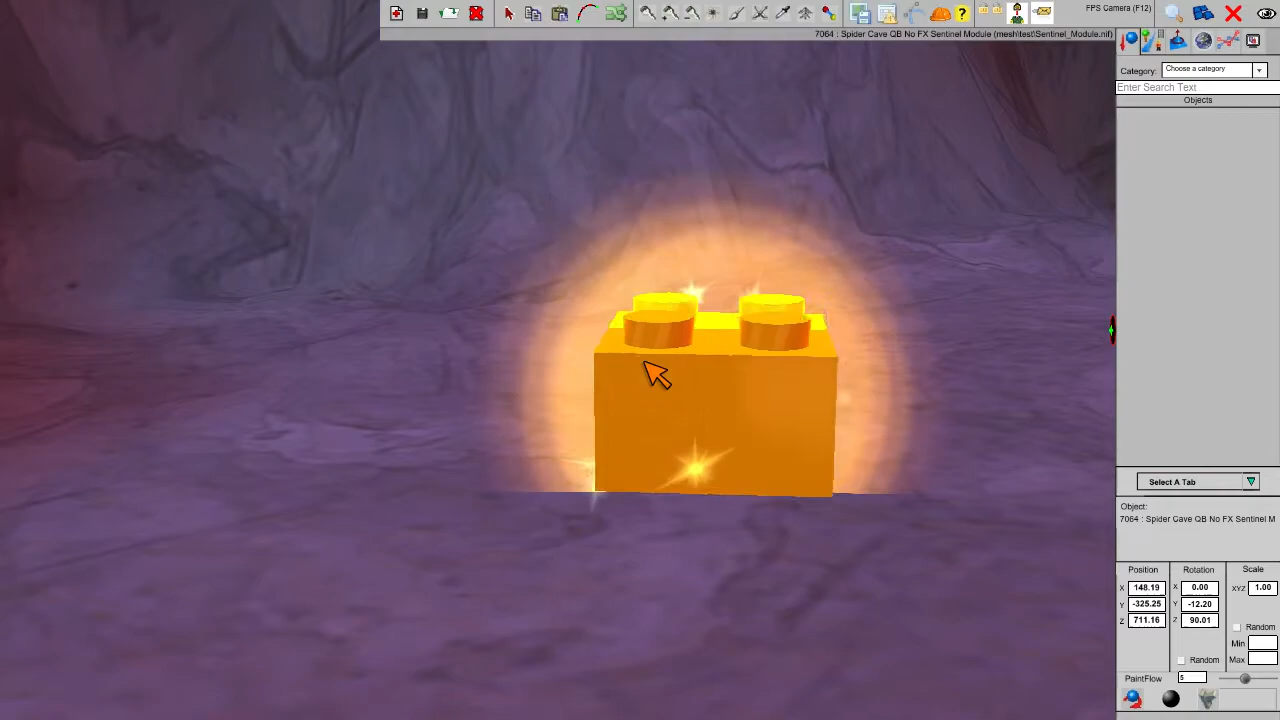 FPS Camera (F12)
7064 : Spider Cave QB No FX Sentinel Module (mesh\test\Sentinel_Module.nif)
Category: Choose a category
Enter Search Text
Objects
Select A Tab
Object:
7064 : Spider Cave QB No FX Sentinel M
Position Rotation Scale
X 148.19 X 0.00 XYZ 1.00
Y -325.25 Y -12.20
Z 711.16 Z 90.01
Random
Min
Random Max
PaintFlow 5